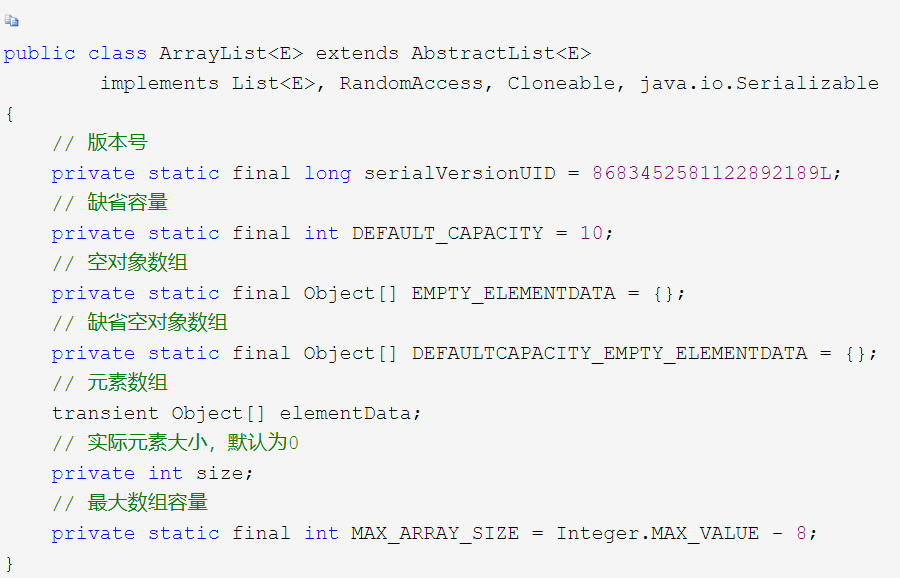 public class ArrayList<E> extends AbstractList<E>
        implements List<E>, RandomAccess, Cloneable, java.io.Serializable
{
    // 版本号
    private static final long serialVersionUID = 8683452581122892189L;
    // 缺省容量
    private static final int DEFAULT_CAPACITY = 10;
    // 空对象数组
    private static final Object[] EMPTY_ELEMENTDATA = {};
    // 缺省空对象数组
    private static final Object[] DEFAULTCAPACITY_EMPTY_ELEMENTDATA = {};
    // 元素数组
    transient Object[] elementData;
    // 实际元素大小，默认为0
    private int size;
    // 最大数组容量
    private static final int MAX_ARRAY_SIZE = Integer.MAX_VALUE - 8;
}